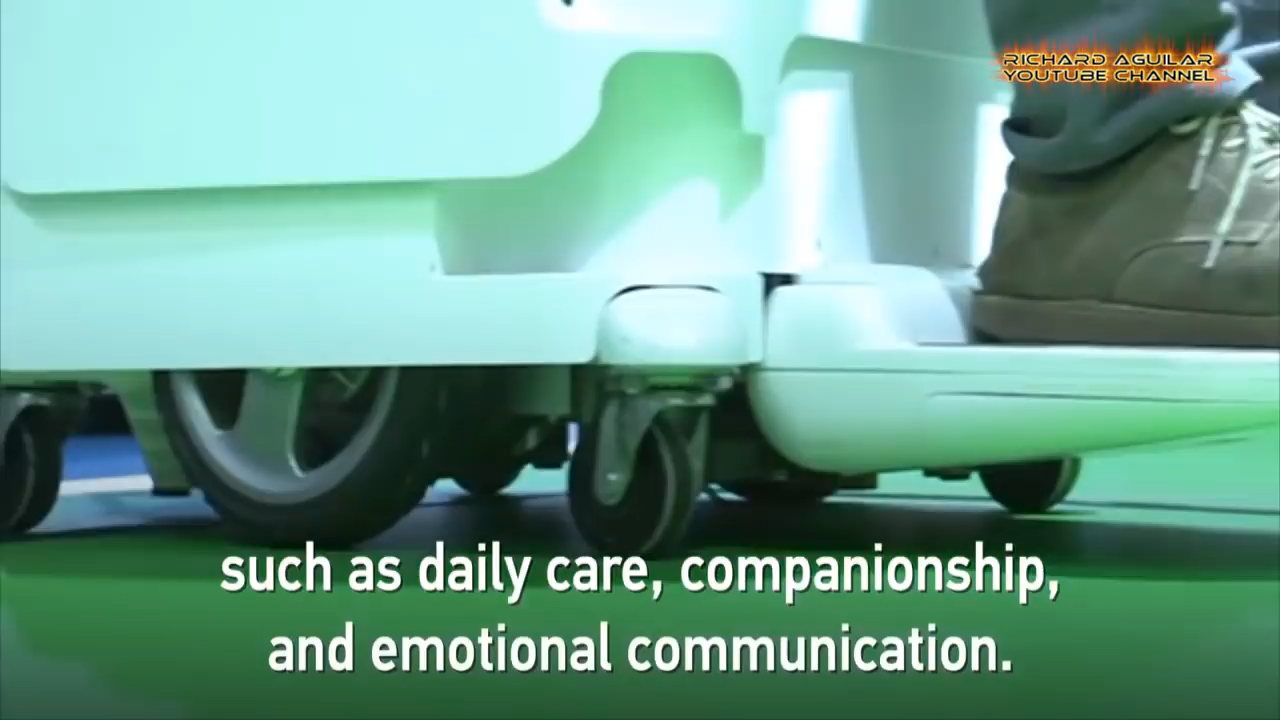 RICHARD AGUILAR
YOUTUBE CHANNEL
such as daily care, companionship,
and emotional communication.